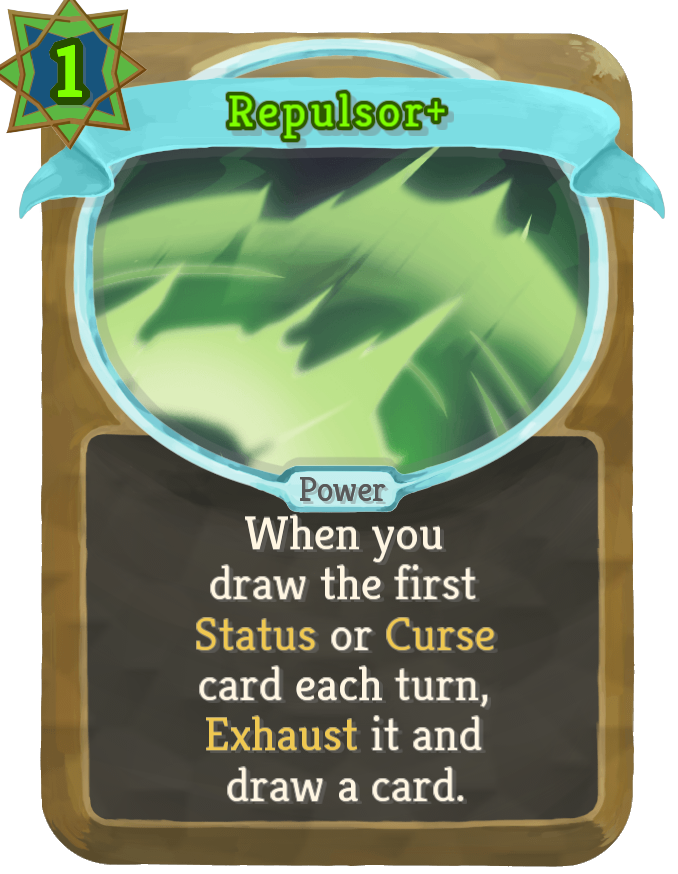 1
Repulsor+
Power
When you
draw the first
Status or Curse
card each turn,
Exhaust it and
draw a card.